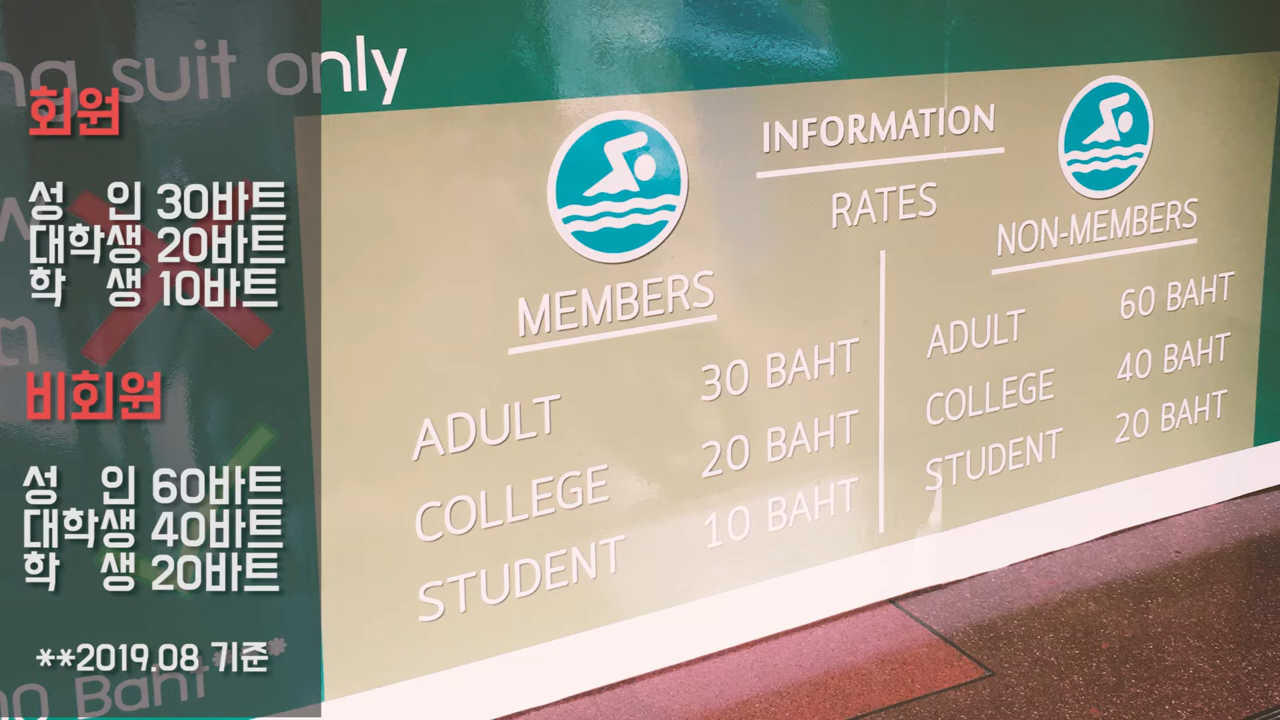 회원
성 인 30바트
대학생 20바트
학 생 10바트
비회원
성 인 60바트
대학생 40바트
학 생 20바트
**2019.08 기준
suit only
Baht
INFORMATION
RATES
MEMBERS
ADULT 30 BAHT
COLLEGE 20 BAHT
STUDENT 10 BAHT
NON-MEMBERS
ADULT 60 BAHT
COLLEGE 40 BAHT
STUDENT 20 BAHT